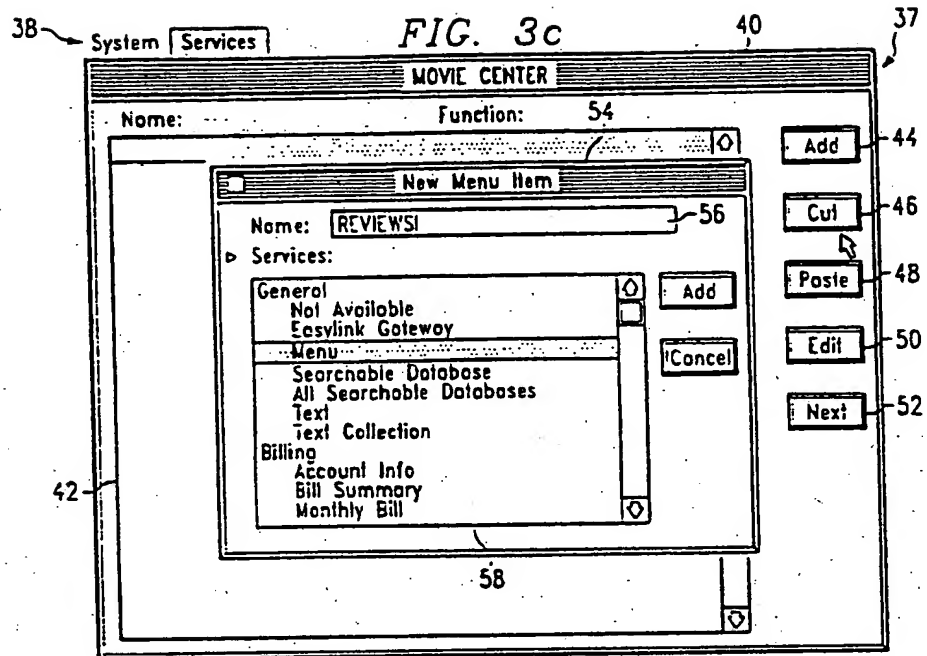 FIG. 3c
38
System Services
40
37
MOVIE CENTER
Name: Function: 54
Add 44
New Menu Item
Name: REVIEWS| 56
Cut 46
Services:
Paste 48
General
Not Available
Easylink Gateway
Menu
Searchable Database
All Searchable Databases
Text
Text Collection
Billing
Account Info
Bill Summary
Monthly Bill
Add
Cancel
Edit 50
Next 52
42
58